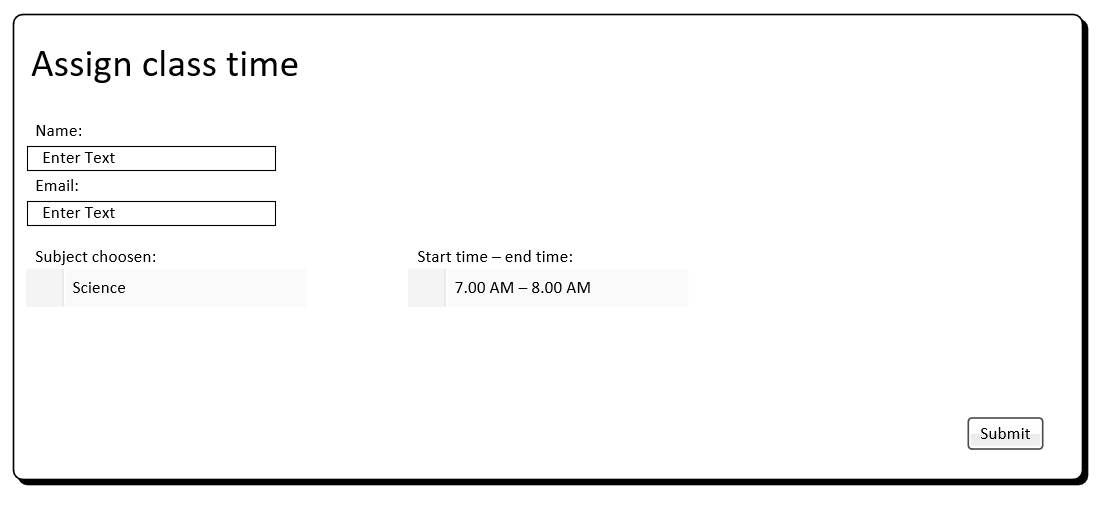 Assign class time
Name:
Enter Text
Email:
Enter Text
Subject choosen:
Start time – end time:
Science
7.00 AM – 8.00 AM
Submit